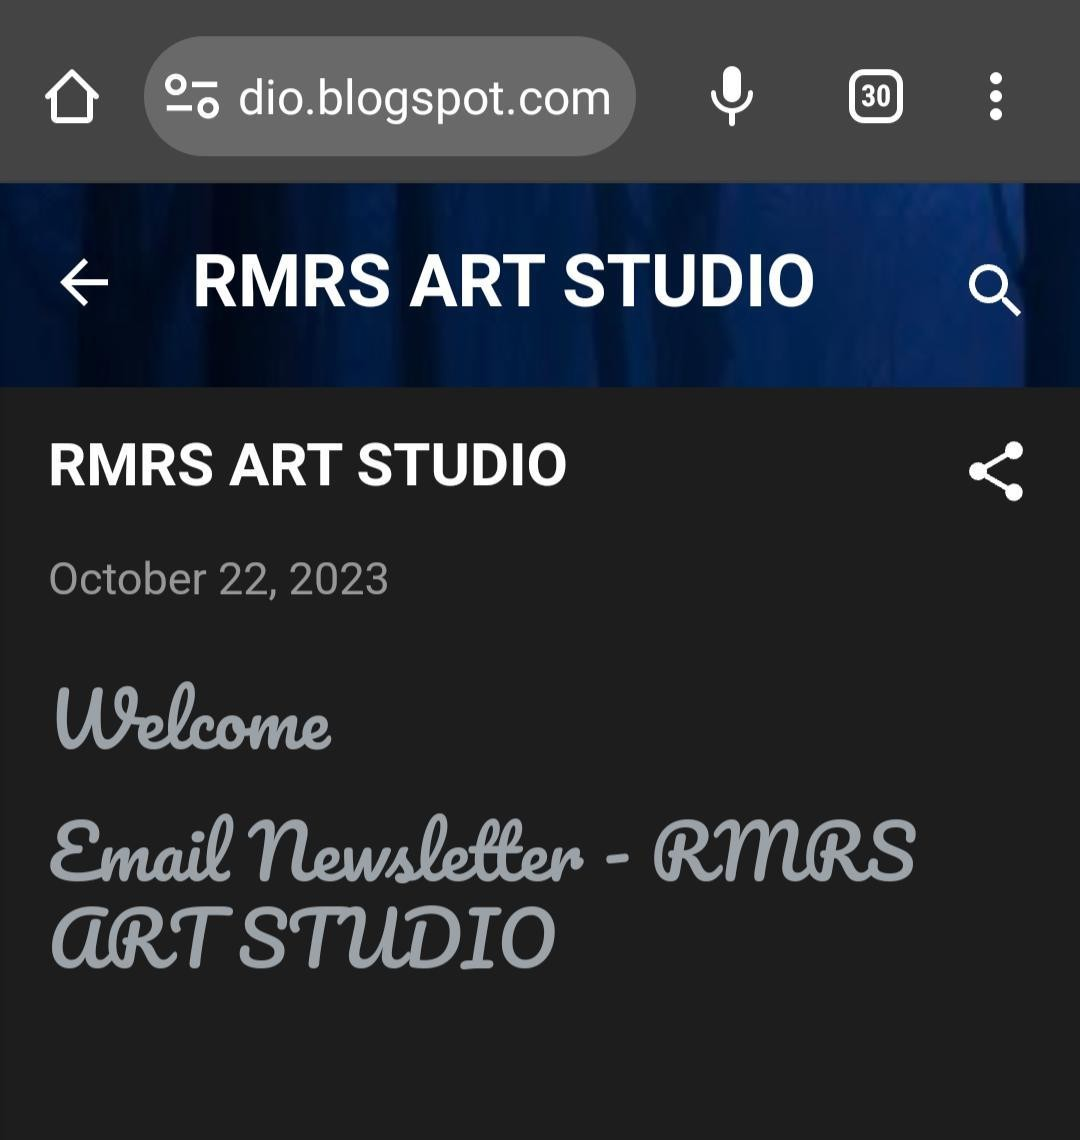 dio.blogspot.com
30
RMRS ART STUDIO
RMRS ART STUDIO
October 22, 2023
Welcome
Email Newsletter - RMRS
ART STUDIO